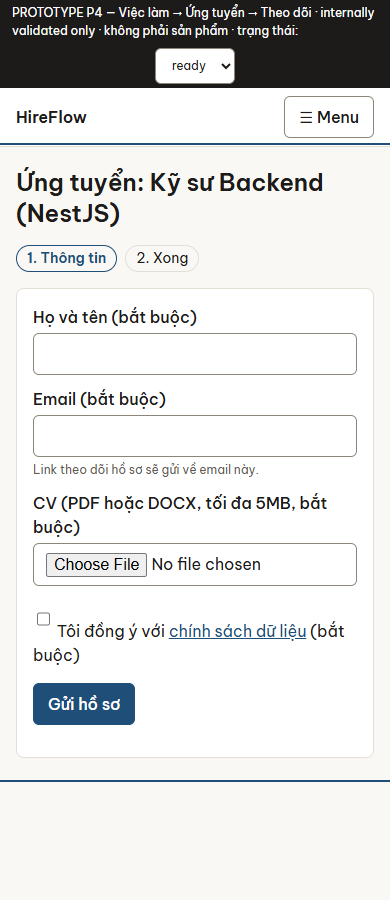 PROTOTYPE P4 — Việc làm → Ứng tuyển → Theo dõi · internally
validated only · không phải sản phẩm · trạng thái:
ready
HireFlow
☰ Menu
Ứng tuyển: Kỹ sư Backend
(NestJS)
1. Thông tin
2. Xong
Họ và tên (bắt buộc)
Email (bắt buộc)
Link theo dõi hồ sơ sẽ gửi về email này.
CV (PDF hoặc DOCX, tối đa 5MB, bắt
buộc)
Choose File No file chosen
Tôi đồng ý với chính sách dữ liệu (bắt
buộc)
Gửi hồ sơ